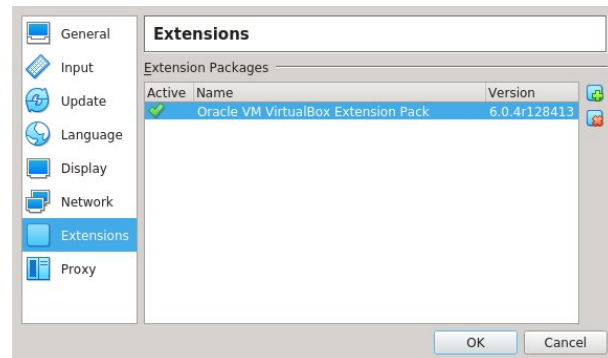 General
Input
Update
Language
Display
Network
Extensions
Proxy
Extensions
Extension Packages
Active Name Version
Oracle VM VirtualBox Extension Pack 6.0.4r128413
OK Cancel